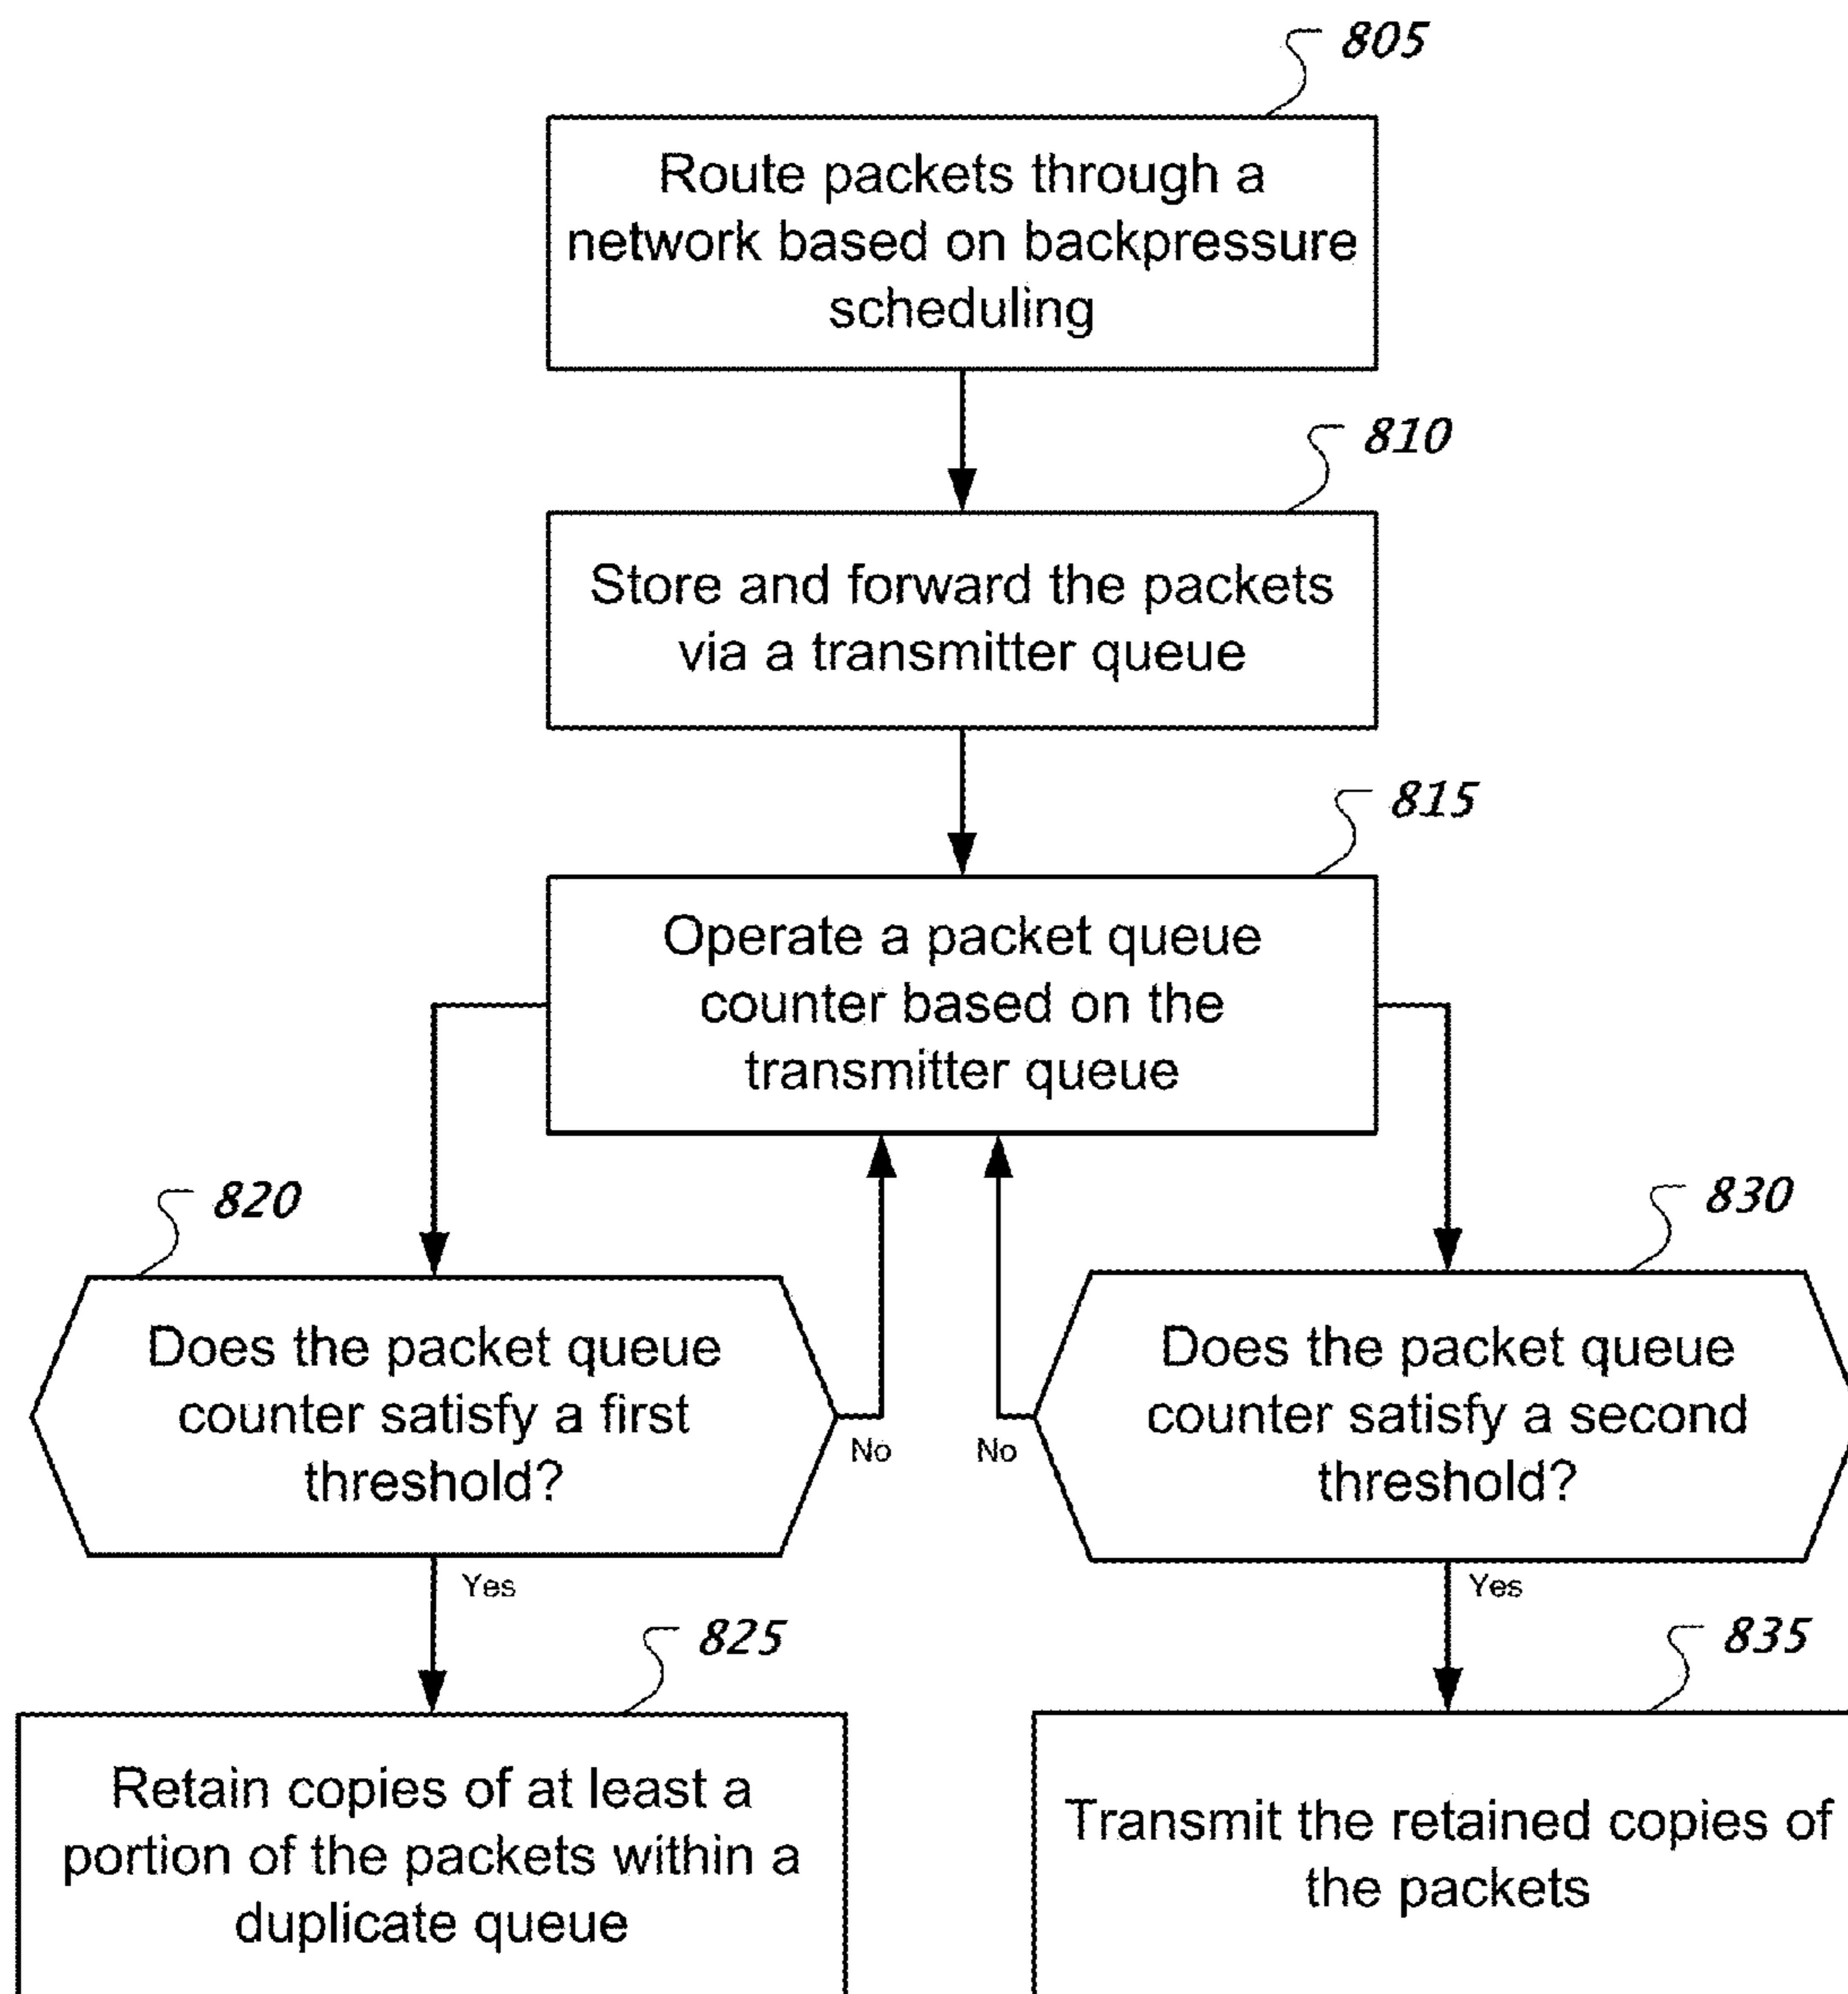 805
Route packets through a
network based on backpressure
scheduling
810
Store and forward the packets
via a transmitter queue
815
Operate a packet queue
counter based on the
transmitter queue
820
Does the packet queue
counter satisfy a first
threshold?
No
Yes
830
Does the packet queue
counter satisfy a second
threshold?
No
Yes
825
Retain copies of at least a
portion of the packets within a
duplicate queue
835
Transmit the retained copies of
the packets